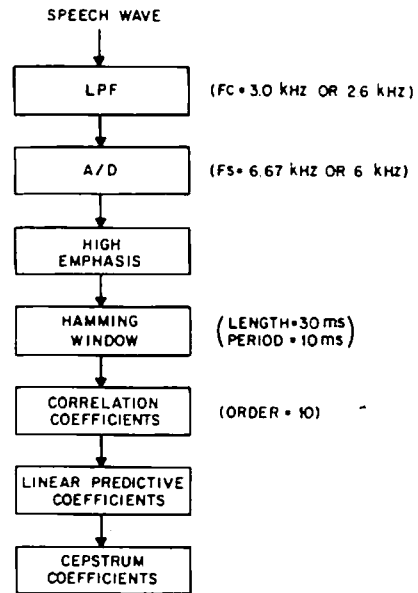 SPEECH WAVE
LPF
(FC = 3.0 kHz OR 2.6 kHz)
A/D
(FS = 6.67 kHz OR 6 kHz)
HIGH
EMPHASIS
HAMMING
WINDOW
(LENGTH = 30 ms
PERIOD = 10 ms)
CORRELATION
COEFFICIENTS
(ORDER = 10)
LINEAR PREDICTIVE
COEFFICIENTS
CEPSTRUM
COEFFICIENTS